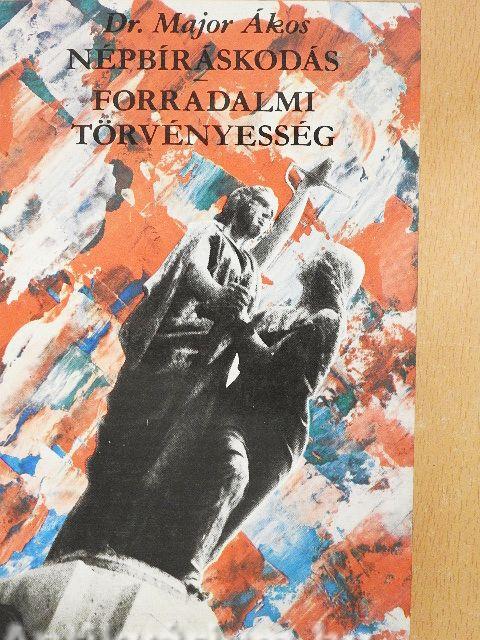 Dr. Major Ákos
NÉPBÍRÁSKODÁS
–
FORRADALMI
TÖRVÉNYESSÉG